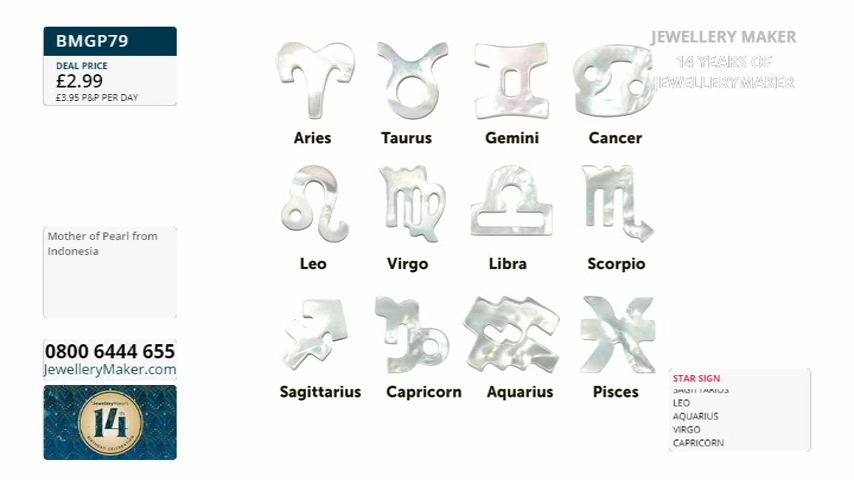 BMGP79
DEAL PRICE
£2.99
£3.95 P&P PER DAY
JEWELLERY MAKER
14 YEARS OF
JEWELLERYMAKER
Aries Taurus Gemini Cancer
Leo Virgo Libra Scorpio
Sagittarius Capricorn Aquarius Pisces
Mother of Pearl from
Indonesia
0800 6444 655
JewelleryMaker.com
14th
STAR SIGN
SAGITTARIUS
LEO
AQUARIUS
VIRGO
CAPRICORN